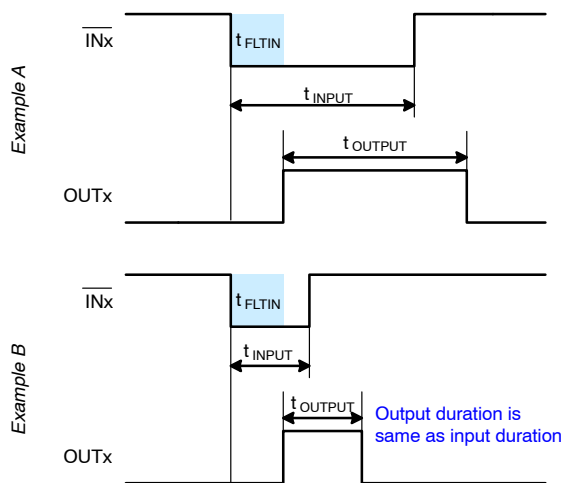 Example A
INx
t FLTIN
t INPUT
t OUTPUT
OUTx
Example B
INx
t FLTIN
t INPUT
t OUTPUT
Output duration is
same as input duration
OUTx